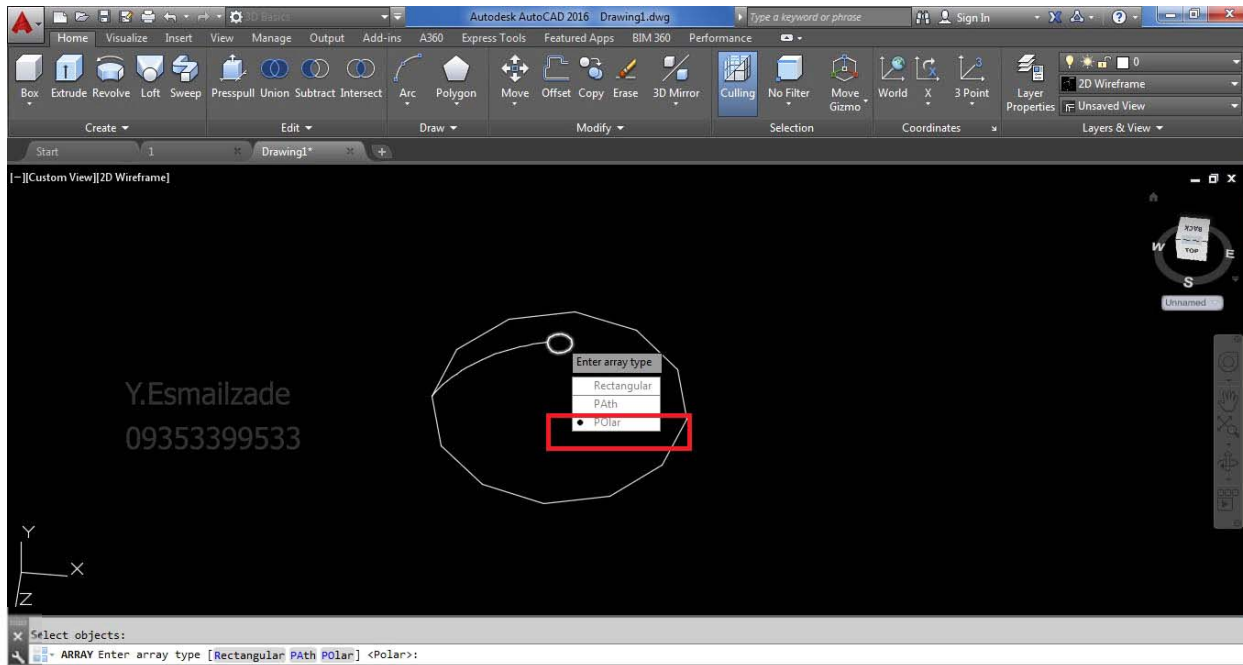 3D Basics
Autodesk AutoCAD 2016 Drawing1.dwg
Type a keyword or phrase
Sign In
Home Visualize Insert View Manage Output Add-ins A360 Express Tools Featured Apps BIM 360 Performance
Box Extrude Revolve Loft Sweep Presspull Union Subtract Intersect Arc Polygon Move Offset Copy Erase 3D Mirror Culling No Filter Move Gizmo World X 3 Point Layer Properties
0
2D Wireframe
Unsaved View
Create Edit Draw Modify Selection Coordinates Layers & View
Start 1 Drawing1* +
[−][Custom View][2D Wireframe]
BACK
TOP
W
E
S
Unnamed
Enter array type
Rectangular
PAth
POlar
Y.Esmailzade
09353399533
Y
X
Z
Select objects:
ARRAY Enter array type [Rectangular PAth POlar] <Polar>: